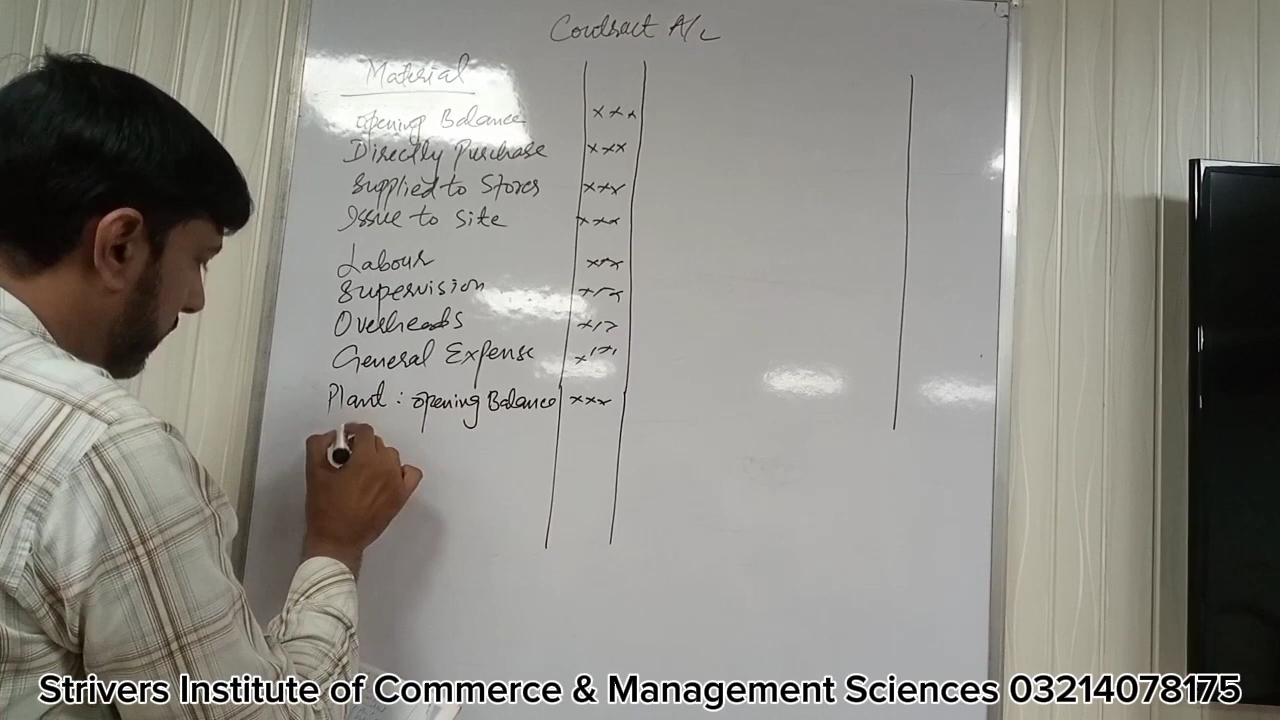 Contract A/c
Material
Opening Balance xxx
Directly Purchase xxx
Supplied to Stores xxx
Issue to Site xxx
Labour xxx
Supervision xxx
Overheads xxx
General Expense xxx
Plant : Opening Balance xxx
Strivers Institute of Commerce & Management Sciences 03214078175